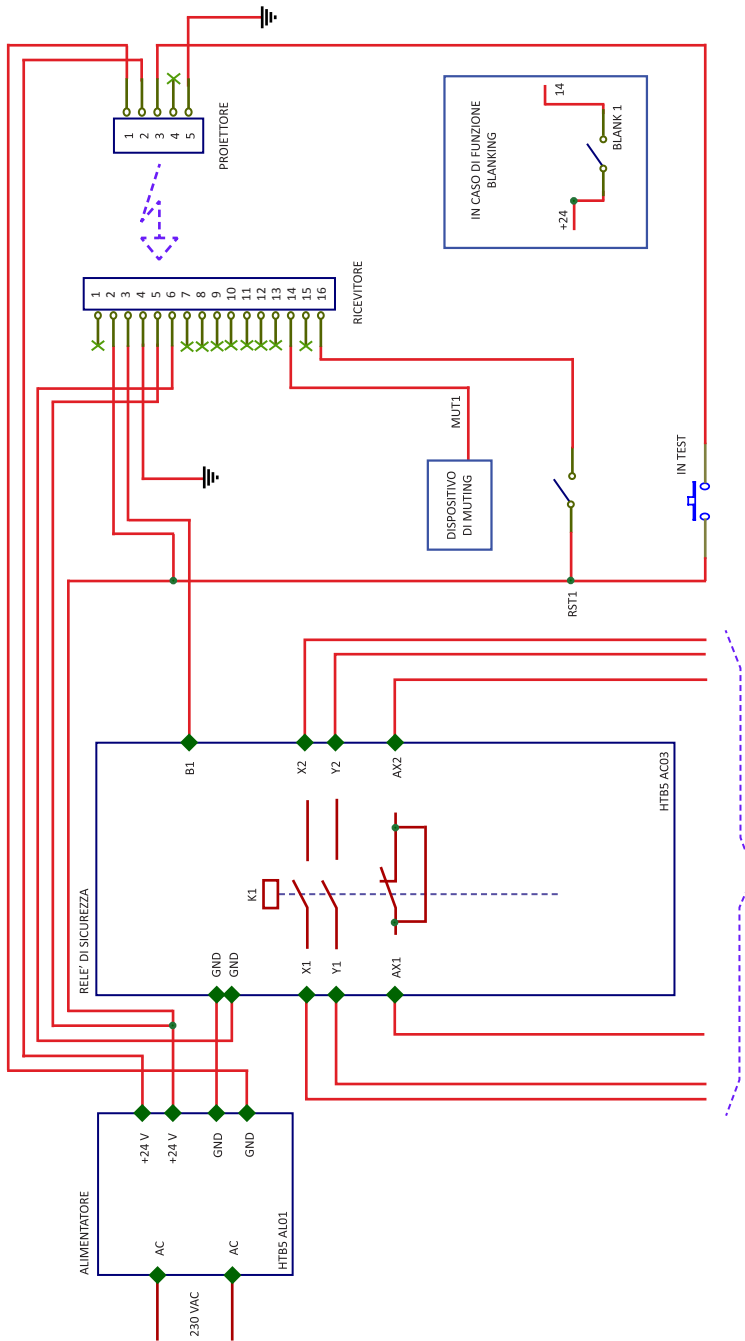 PROIETTORE
1
2
3
4
5
IN CASO DI FUNZIONE
BLANKING
14
BLANK 1
+24
RICEVITORE
1
2
3
4
5
6
7
8
9
10
11
12
13
14
15
16
MUT1
DISPOSITIVO
DI MUTING
IN TEST
RST1
RELE' DI SICUREZZA
B1
X2
Y2
AX2
HTB5 AC03
K1
GND
GND
X1
Y1
AX1
ALIMENTATORE
+24 V
+24 V
GND
GND
AC
AC
HTB5 AL01
230 VAC